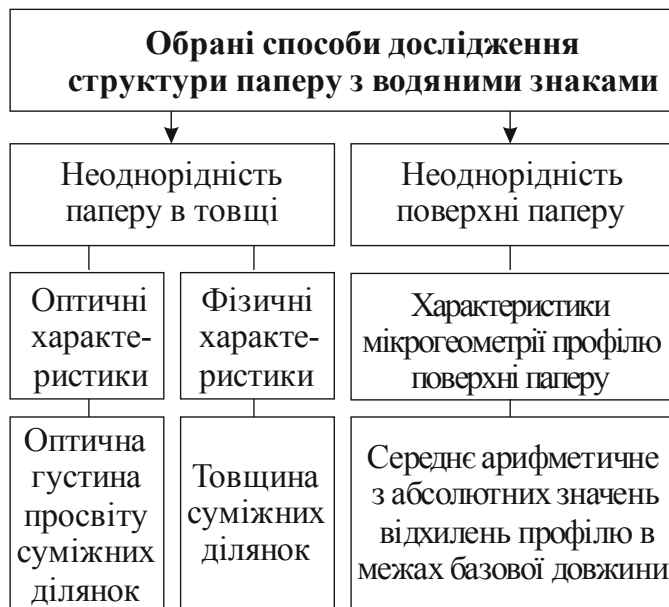 Обрані способи дослідження
структури паперу з водяними знаками
Неоднорідність
паперу в товщі
Неоднорідність
поверхні паперу
Оптичні
характе-
ристики
Фізичні
характе-
ристики
Характеристики
мікрогеометрії профілю
поверхні паперу
Оптична
густина
просвіту
суміжних
ділянок
Товщина
суміжних
ділянок
Середнє арифметичне
з абсолютних значень
відхилень профілю в
межах базової довжини